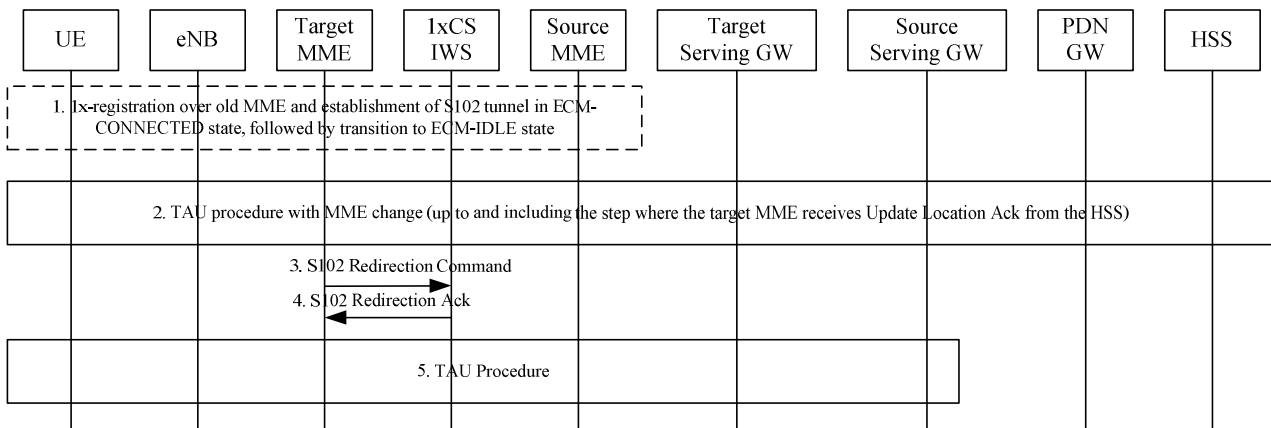 UE
eNB
Target
MME
1xCS
IWS
Source
MME
Target
Serving GW
Source
Serving GW
PDN
GW
HSS
1. 1x-registration over old MME and establishment of S102 tunnel in ECM-
CONNECTED state, followed by transition to ECM-IDLE state
2. TAU procedure with MME change (up to and including the step where the target MME receives Update Location Ack from the HSS)
3. S102 Redirection Command
4. S102 Redirection Ack
5. TAU Procedure